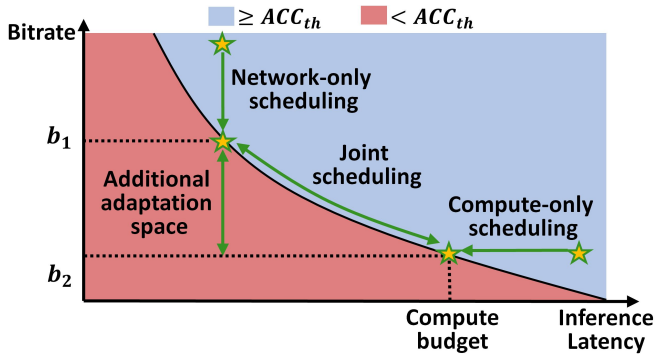 ≥ ACC_th < ACC_th
Bitrate
Network-only
scheduling
b_1
Joint
scheduling
Additional
adaptation
space
Compute-only
scheduling
b_2
Compute
budget
Inference
Latency